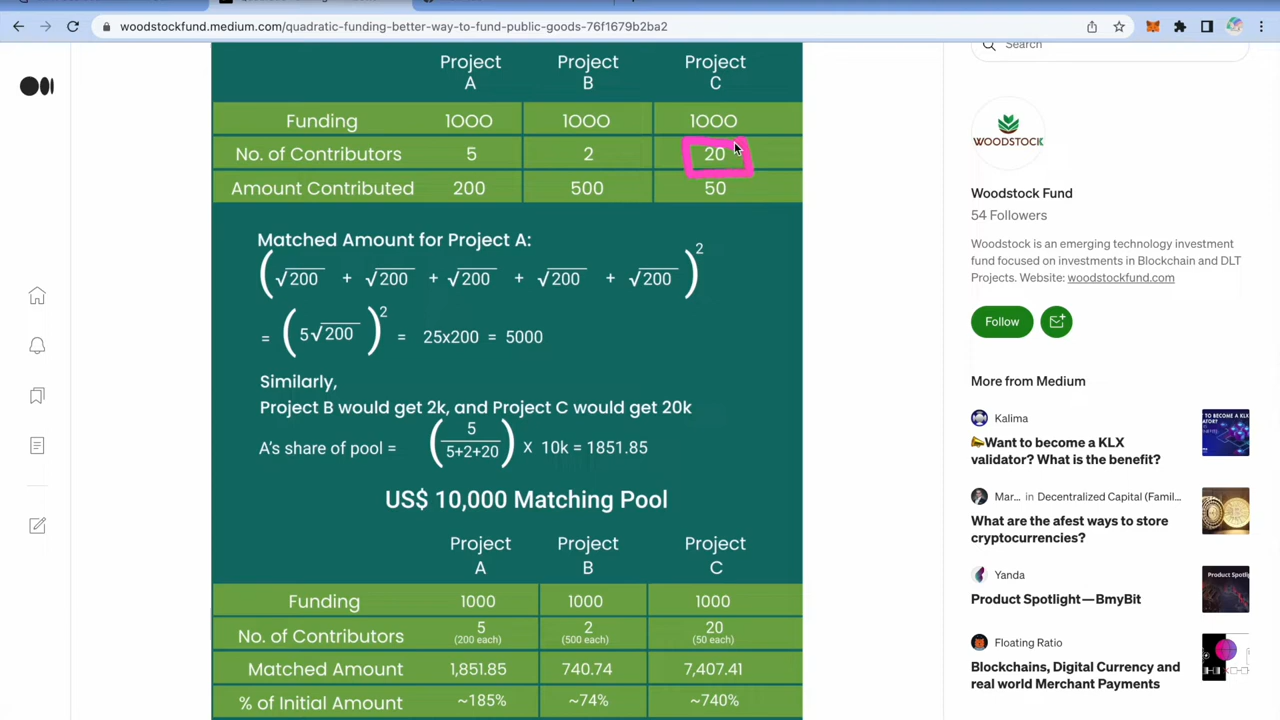 woodstockfund.medium.com/quadratic-funding-better-way-to-fund-public-goods-76f1679b2ba2
Project A Project B Project C
Funding 1000 1000 1000
No. of Contributors 5 2 20
Amount Contributed 200 500 50
Matched Amount for Project A:
(√200 + √200 + √200 + √200 + √200)²
= (5√200)² = 25x200 = 5000
Similarly,
Project B would get 2k, and Project C would get 20k
A's share of pool = (5/5+2+20) X 10k = 1851.85
US$ 10,000 Matching Pool
Project A Project B Project C
Funding 1000 1000 1000
No. of Contributors 5 (200 each) 2 (500 each) 20 (50 each)
Matched Amount 1,851.85 740.74 7,407.41
% of Initial Amount ~185% ~74% ~740%
Search
WOODSTOCK
Woodstock Fund
54 Followers
Woodstock is an emerging technology investment
fund focused on investments in Blockchain and DLT
Projects. Website: woodstockfund.com
Follow
More from Medium
Kalima
📣Want to become a KLX
validator? What is the benefit?
Mar... in Decentralized Capital (Famil...
What are the afest ways to store
cryptocurrencies?
Yanda
Product Spotlight—BmyBit
Product Spotlig
Floating Ratio
Blockchains, Digital Currency and
real world Merchant Payments